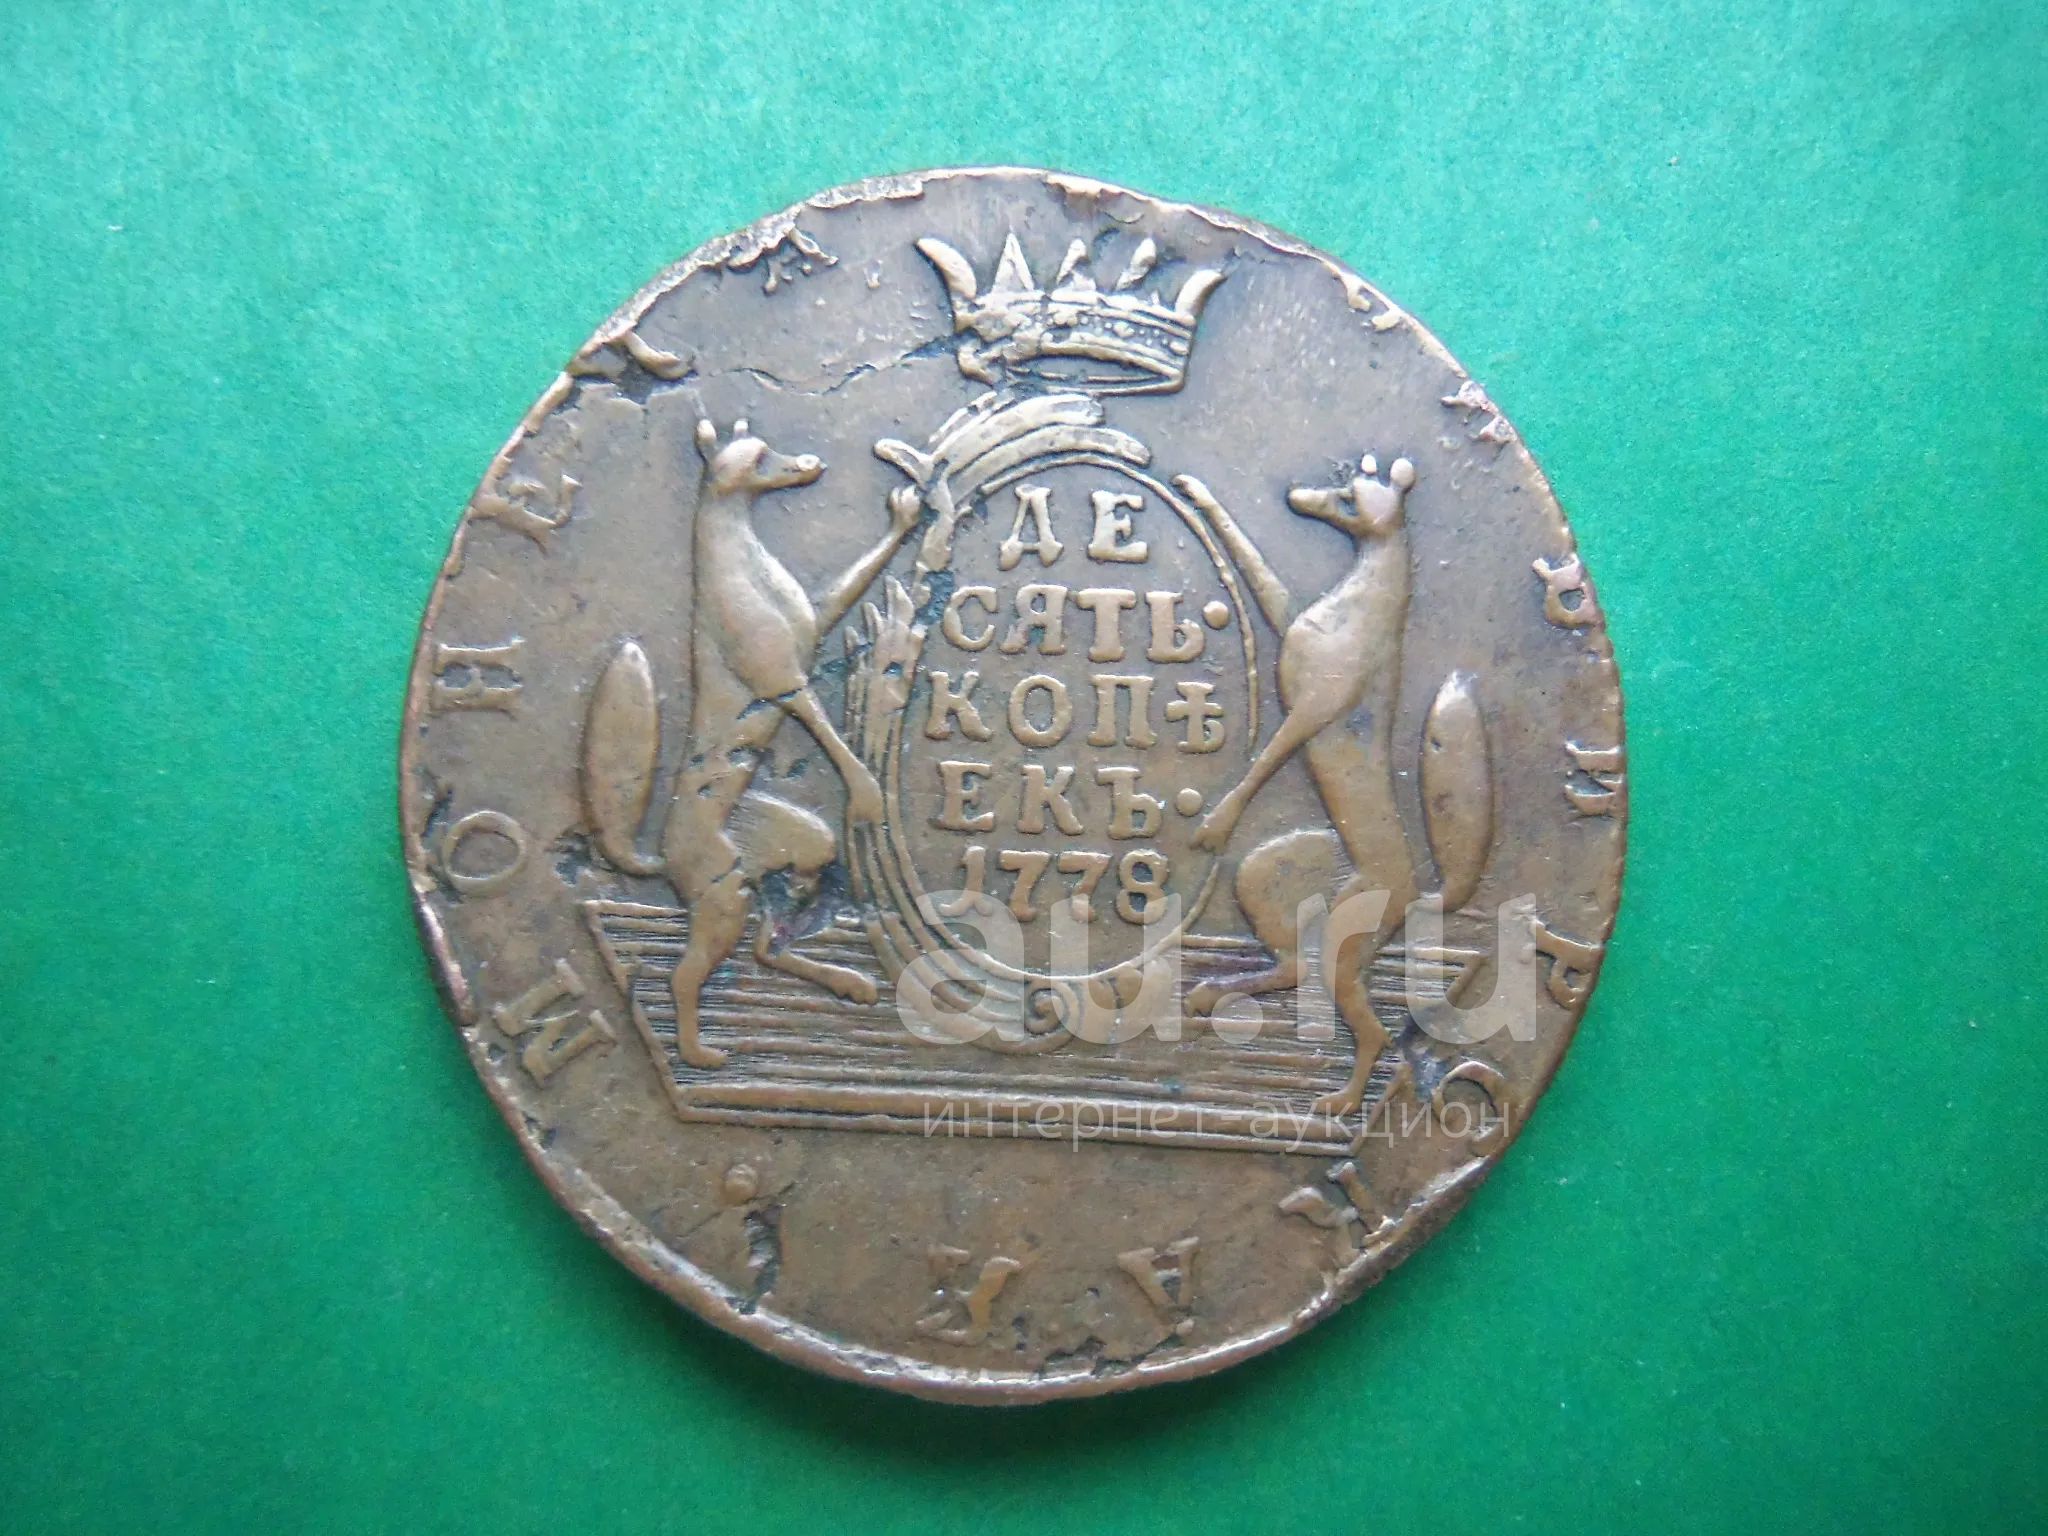 ДЕ
СЯТЬ·
КОПѢ
ЕКЪ·
1778
МОНЕТА СИБИРСКАЯ
au.ru
интернет-аукцион